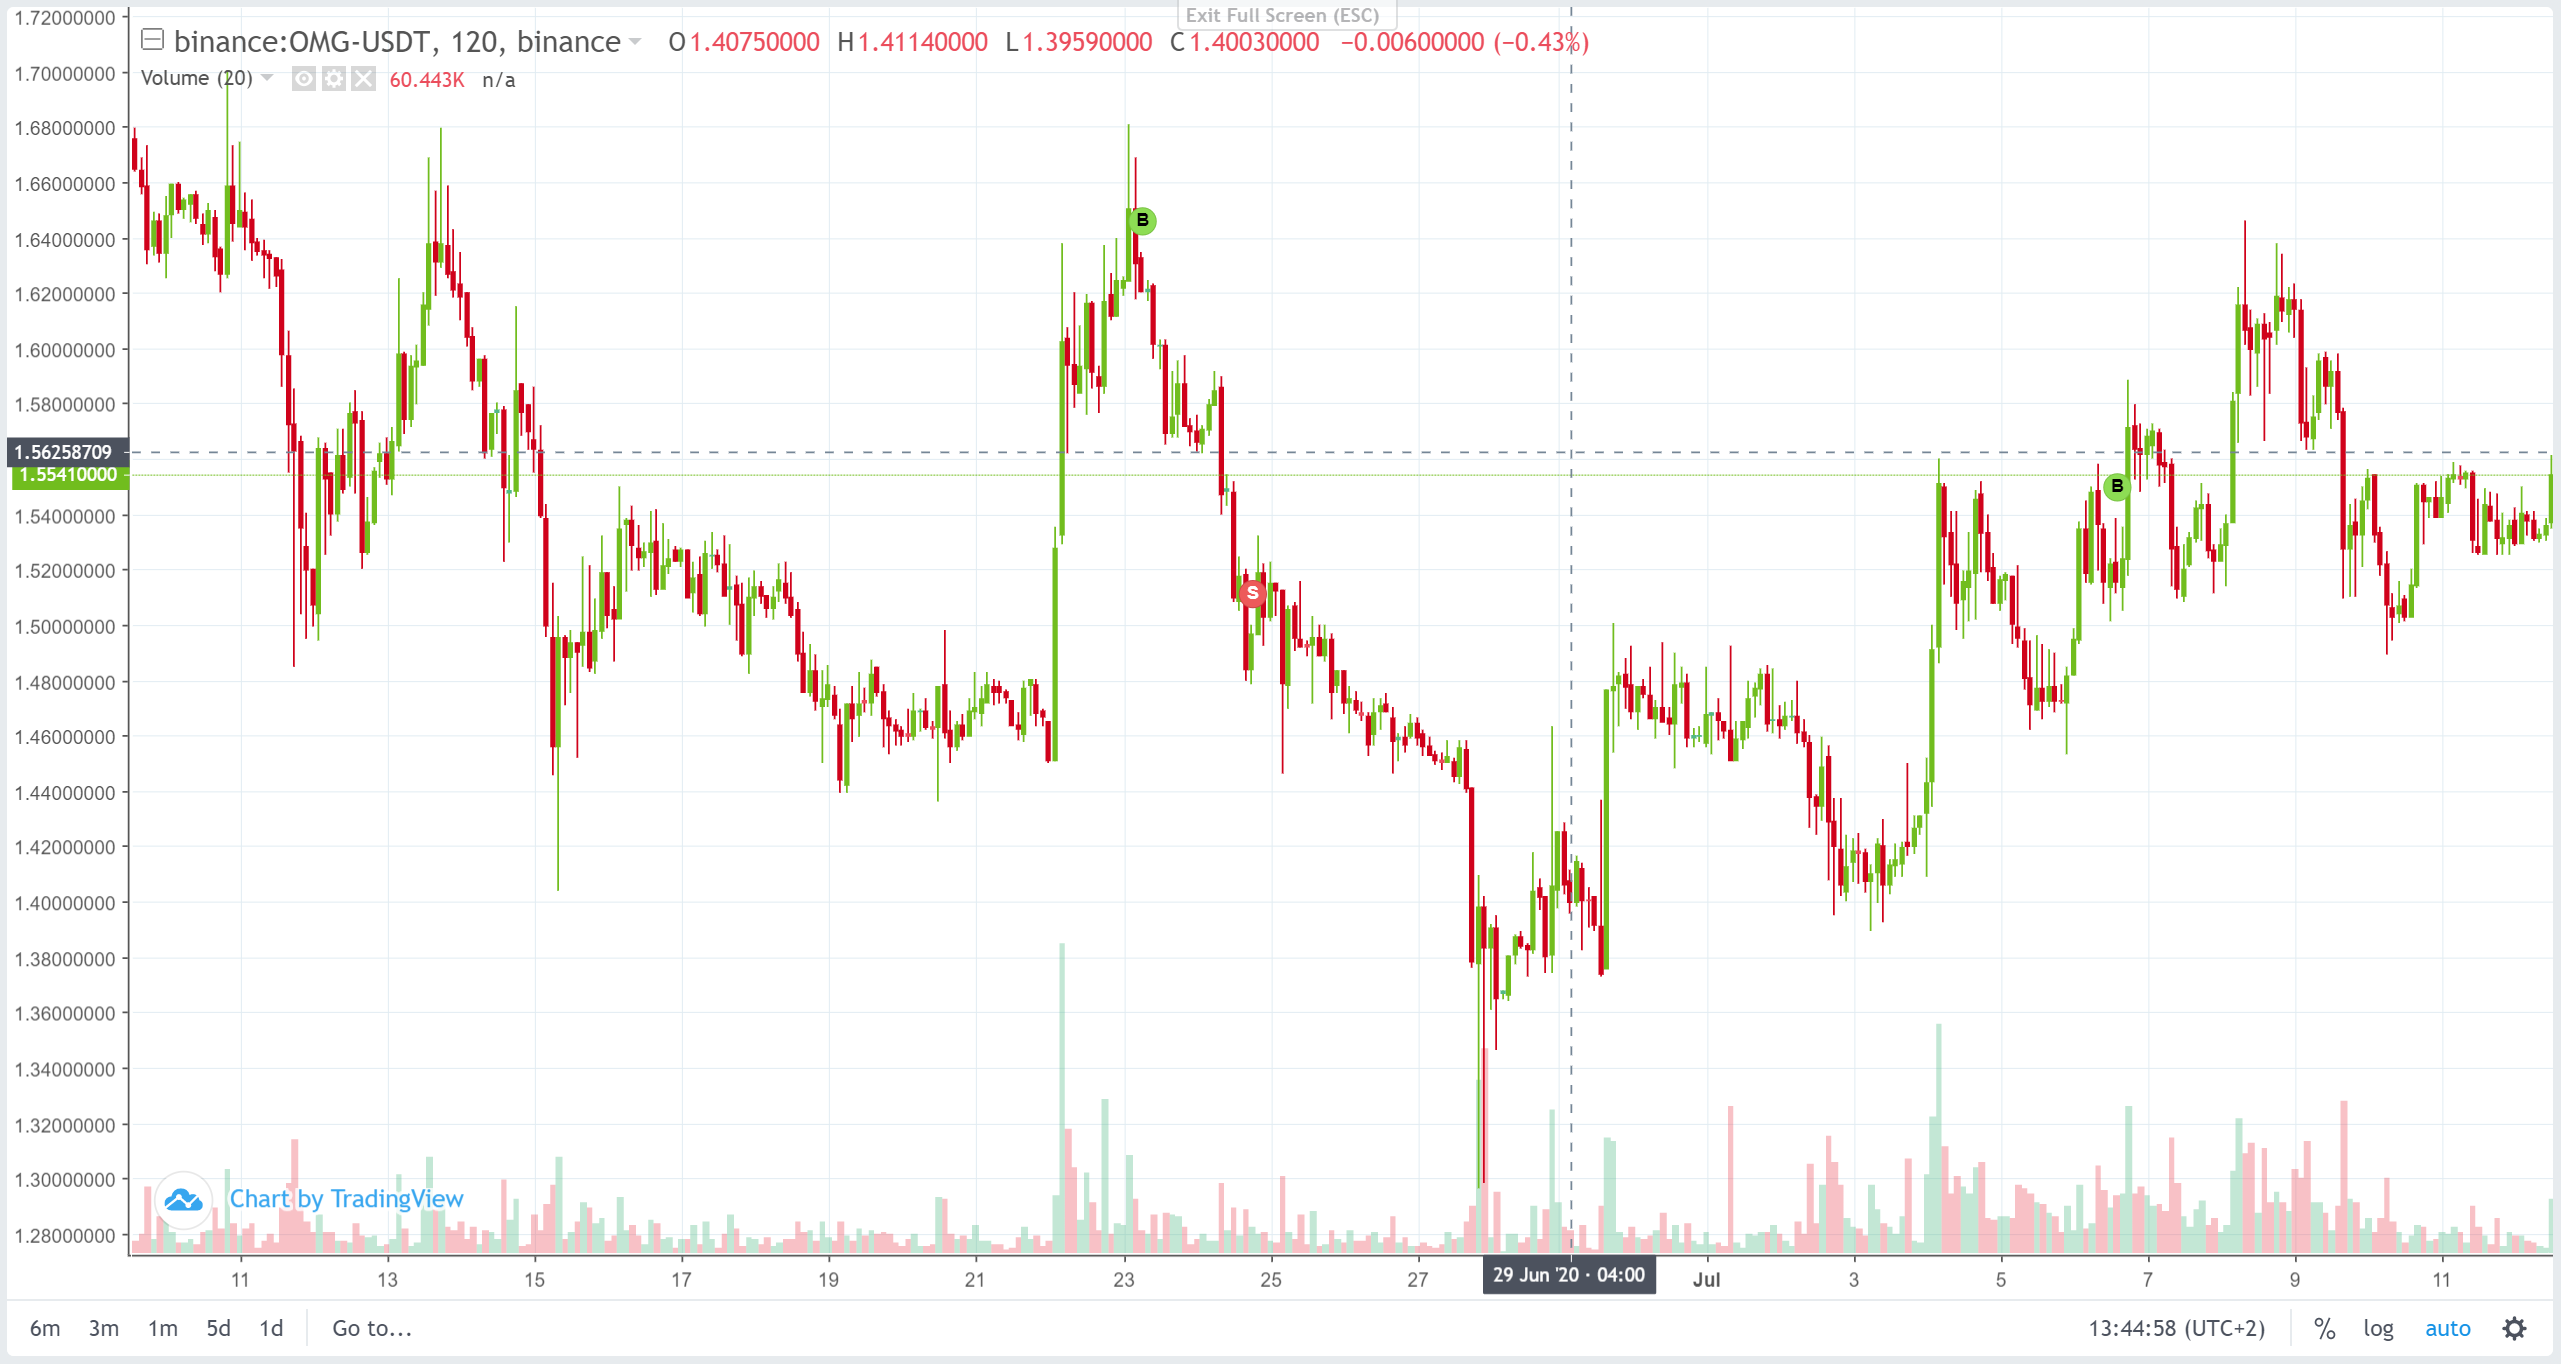 Exit Full Screen (ESC)
binance:OMG-USDT, 120, binance O1.40750000 H1.41140000 L1.39590000 C1.40030000 −0.00600000 (−0.43%)
Volume (20) 60.443K n/a
1.72000000
1.70000000
1.68000000
1.66000000
1.64000000
1.62000000
1.60000000
1.58000000
1.56258709
1.55410000
1.54000000
1.52000000
1.50000000
1.48000000
1.46000000
1.44000000
1.42000000
1.40000000
1.38000000
1.36000000
1.34000000
1.32000000
1.30000000
1.28000000
B
S
B
Chart by TradingView
11 13 15 17 19 21 23 25 27 29 Jun '20 · 04:00 Jul 3 5 7 9 11
6m 3m 1m 5d 1d Go to... 13:44:58 (UTC+2) % log auto